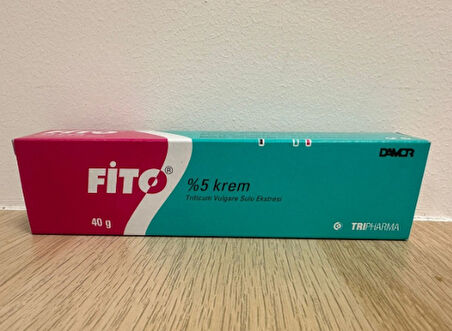 FİTO®
40 g
%5 krem
Triticum Vulgare Sulu Ekstresi
DAMOR
TRIPHARMA